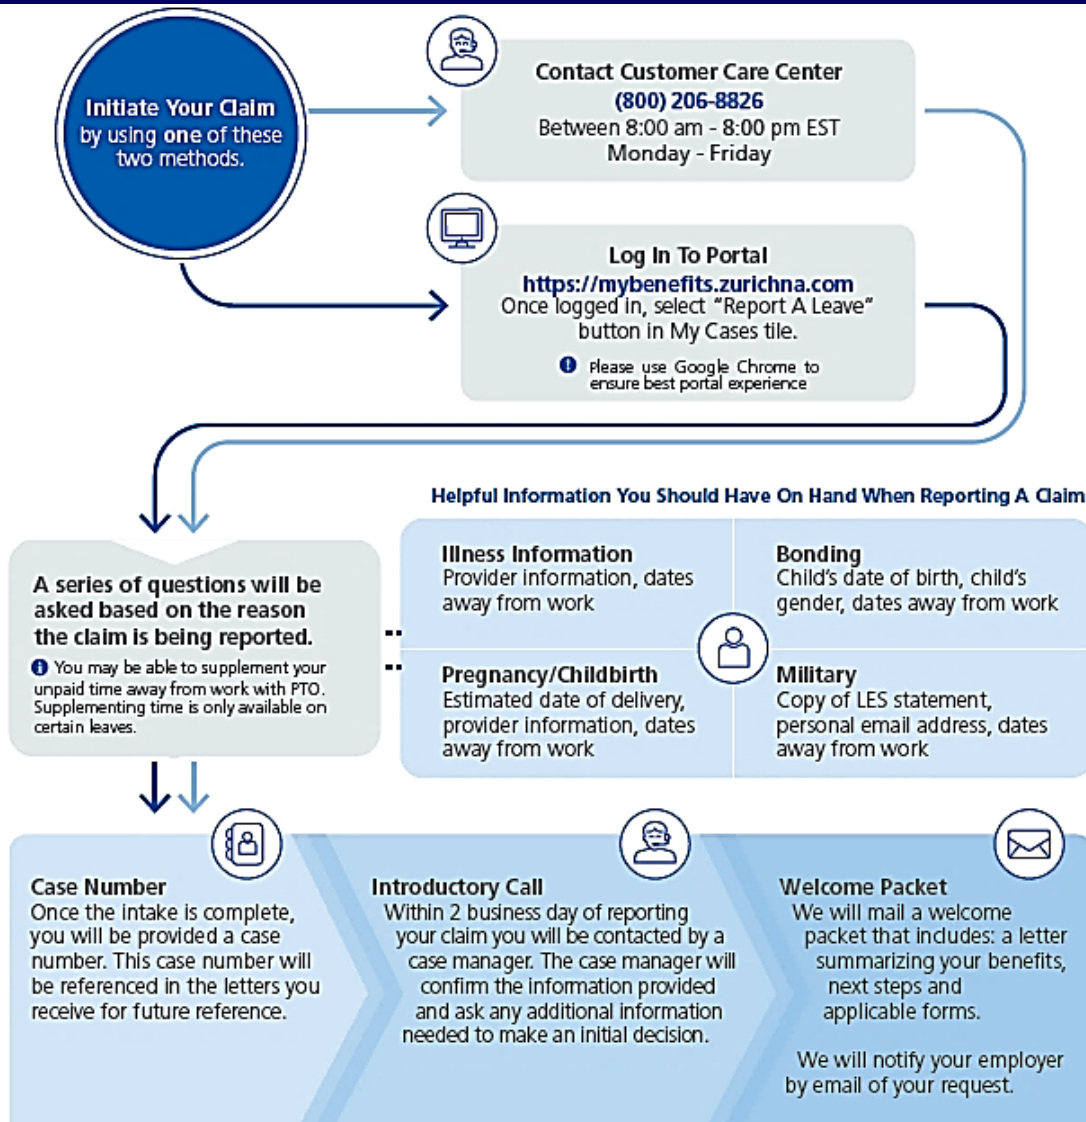 Initiate Your Claim
by using one of these
two methods.
Contact Customer Care Center
(800) 206-8826
Between 8:00 am - 8:00 pm EST
Monday - Friday
Log In To Portal
https://mybenefits.zurichna.com
Once logged in, select “Report A Leave”
button in My Cases tile.
Please use Google Chrome to
ensure best portal experience
Helpful Information You Should Have On Hand When Reporting A Claim
A series of questions will be
asked based on the reason
the claim is being reported.
You may be able to supplement your
unpaid time away from work with PTO.
Supplementing time is only available on
certain leaves.
Illness Information
Provider information, dates
away from work
Bonding
Child's date of birth, child's
gender, dates away from work
Pregnancy/Childbirth
Estimated date of delivery,
provider information, dates
away from work
Military
Copy of LES statement,
personal email address, dates
away from work
Case Number
Once the intake is complete,
you will be provided a case
number. This case number will
be referenced in the letters you
receive for future reference.
Introductory Call
Within 2 business day of reporting
your claim you will be contacted by a
case manager. The case manager will
confirm the information provided
and ask any additional information
needed to make an initial decision.
Welcome Packet
We will mail a welcome
packet that includes: a letter
summarizing your benefits,
next steps and
applicable forms.
We will notify your employer
by email of your request.